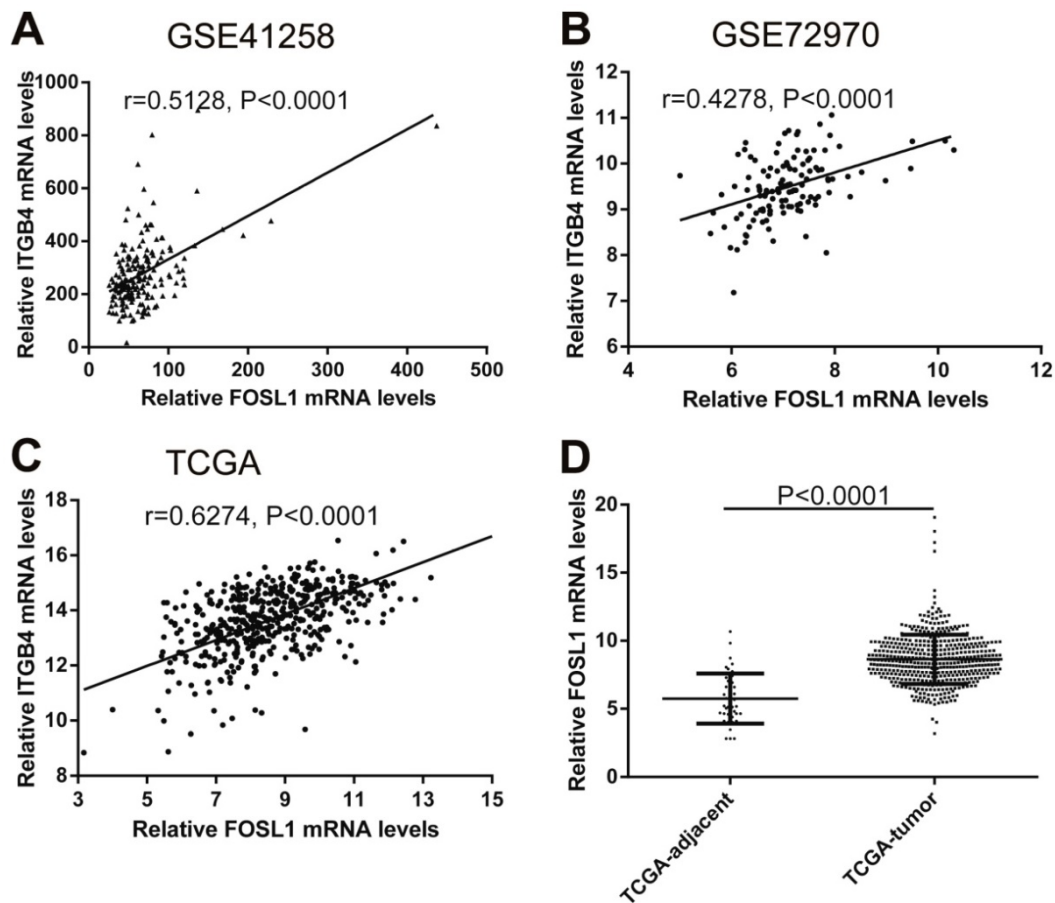 A
GSE41258
r=0.5128, P<0.0001
Relative ITGB4 mRNA levels
1000
800
600
400
200
0
0 100 200 300 400 500
Relative FOSL1 mRNA levels
B
GSE72970
r=0.4278, P<0.0001
Relative ITGB4 mRNA levels
12
11
10
9
8
7
6
4 6 8 10 12
Relative FOSL1 mRNA levels
C
TCGA
r=0.6274, P<0.0001
Relative ITGB4 mRNA levels
18
16
14
12
10
8
3 5 7 9 11 13 15
Relative FOSL1 mRNA levels
D
P<0.0001
Relative FOSL1 mRNA levels
20
15
10
5
0
TCGA-adjacent
TCGA-tumor